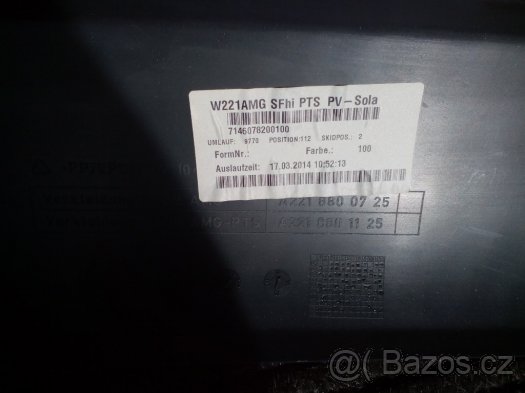 W221AMG SFhi PTS PV-Sola
7146078200100
UMLAUF: 9770 POSITION:112 SKIDPOS.: 2
FormNr.: Farbe.: 100
Auslaufzeit: 17.03.2014 10:52:13
A221 880 07 25
AMG-PTS A221 880 11 25
Bazos.cz